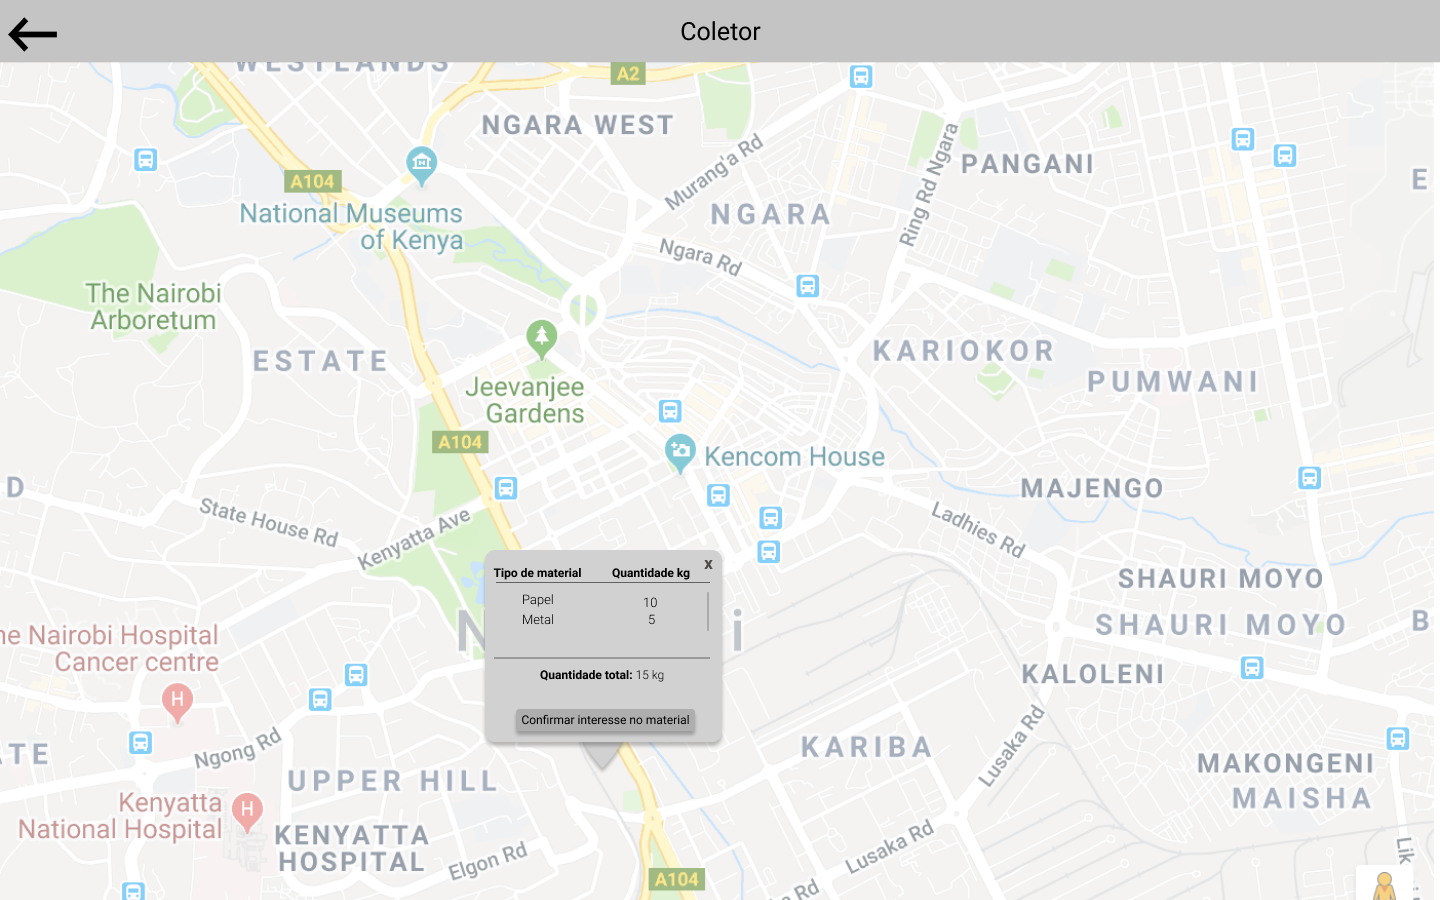 Coletor
WESTLANDS
A2
NGARA WEST
Murang'a Rd
Ring Rd Ngara
PANGANI
E
A104
National Museums
of Kenya
NGARA
Ngara Rd
The Nairobi
Arboretum
ESTATE
KARIOKOR
PUMWANI
Jeevanjee
Gardens
A104
Kencom House
D
MAJENGO
State House Rd
Kenyatta Ave
Ladhies Rd
x
Tipo de material Quantidade kg
Papel 10
Metal 5
Quantidade total: 15 kg
Confirmar interesse no material
N i
SHAURI MOYO
SHAURI MOYO
B
he Nairobi Hospital
Cancer centre
H
KALOLENI
Lusaka Rd
ATE
Ngong Rd
UPPER HILL
KARIBA
MAKONGENI
MAISHA
Kenyatta
National Hospital
H
KENYATTA
HOSPITAL
Elgon Rd
Lusaka Rd
Lik
A104
a Rd